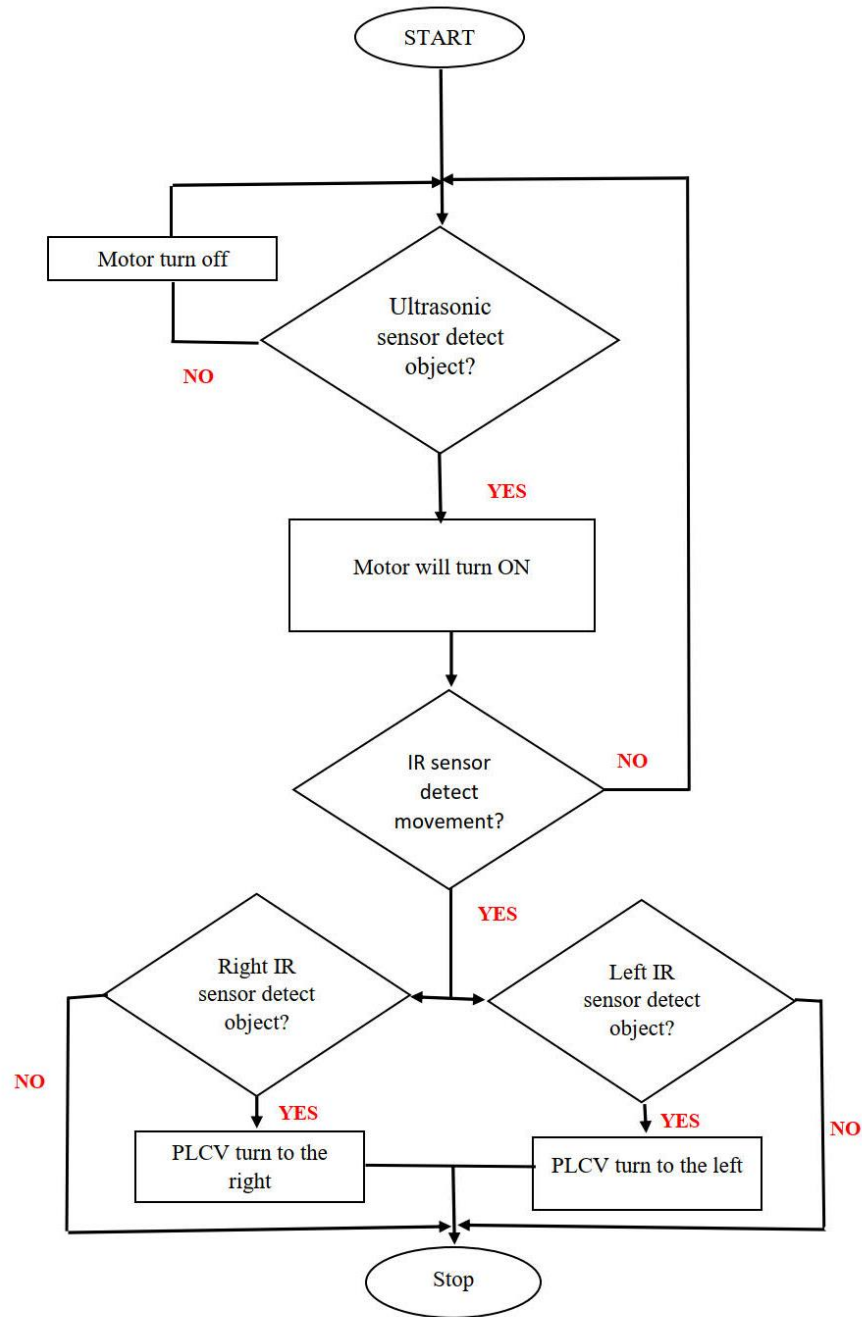 START
Motor turn off
Ultrasonic
sensor detect
object?
NO
YES
Motor will turn ON
IR sensor
detect
movement?
NO
YES
Right IR
sensor detect
object?
Left IR
sensor detect
object?
NO
YES
YES
NO
PLCV turn to the
right
PLCV turn to the left
Stop